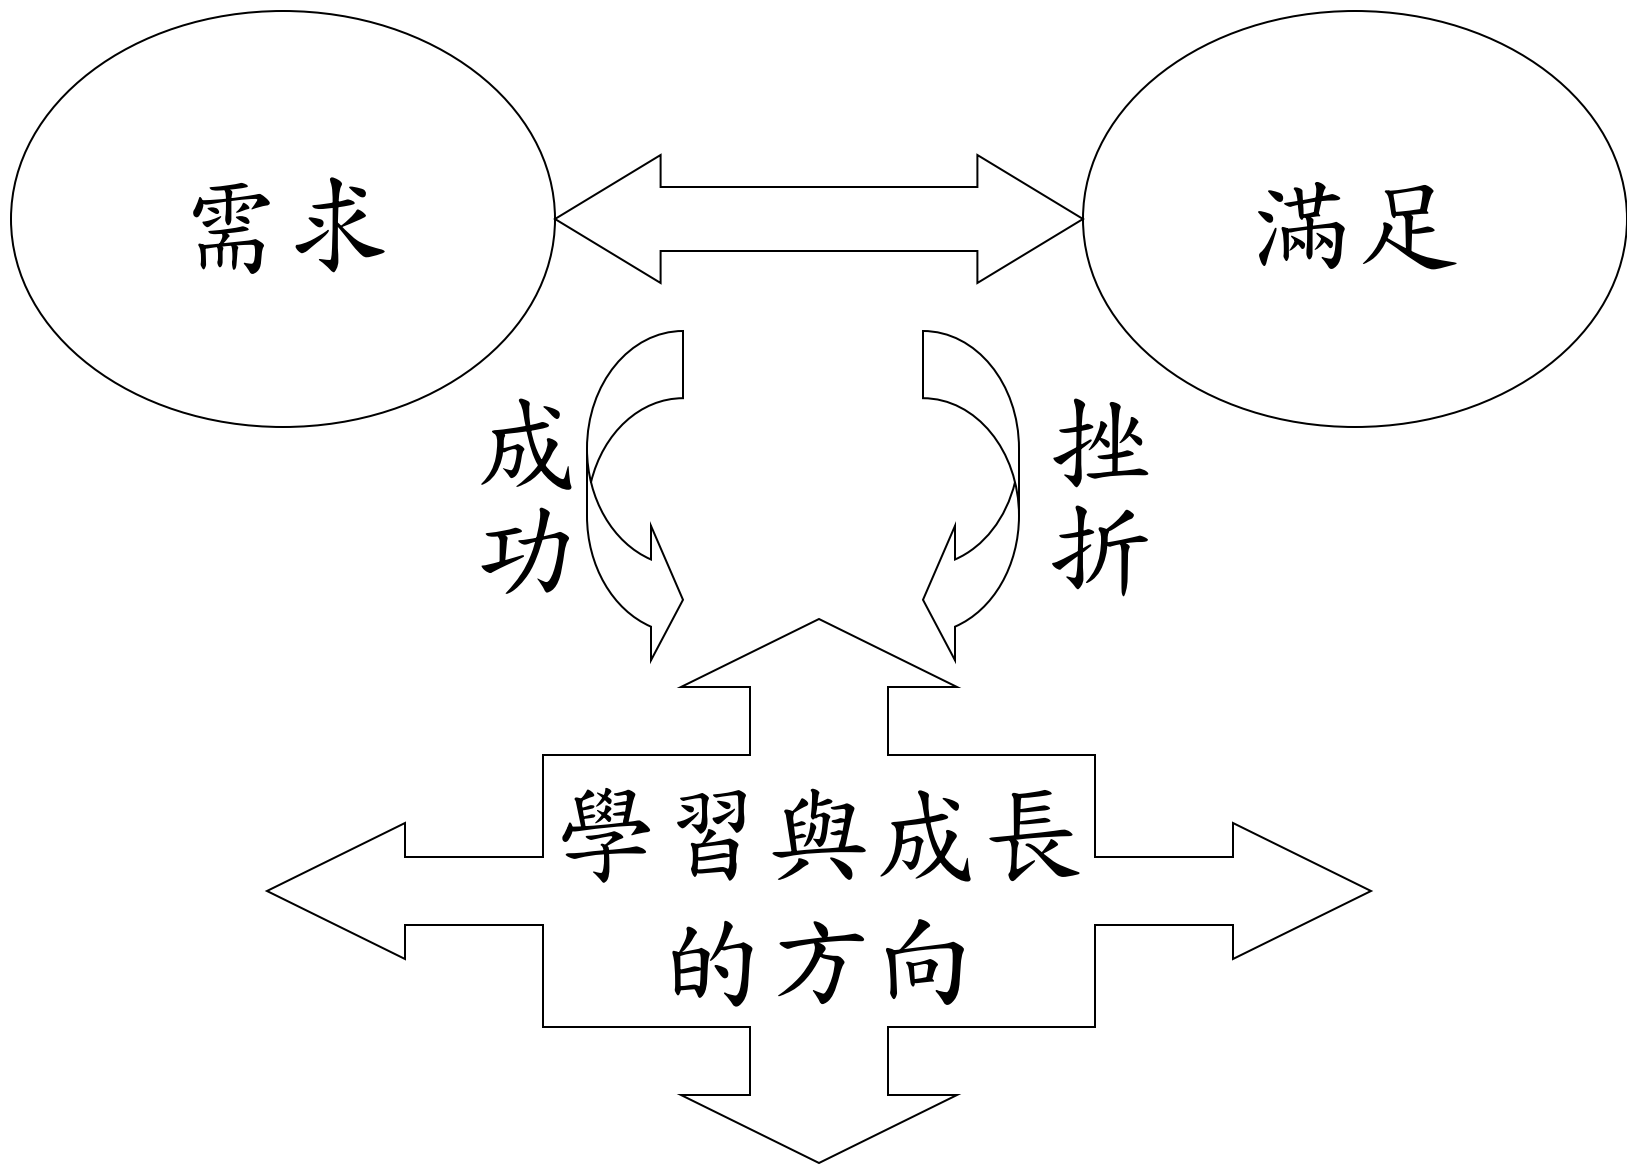 需求
滿足
成
功
挫
折
學習與成長
的方向